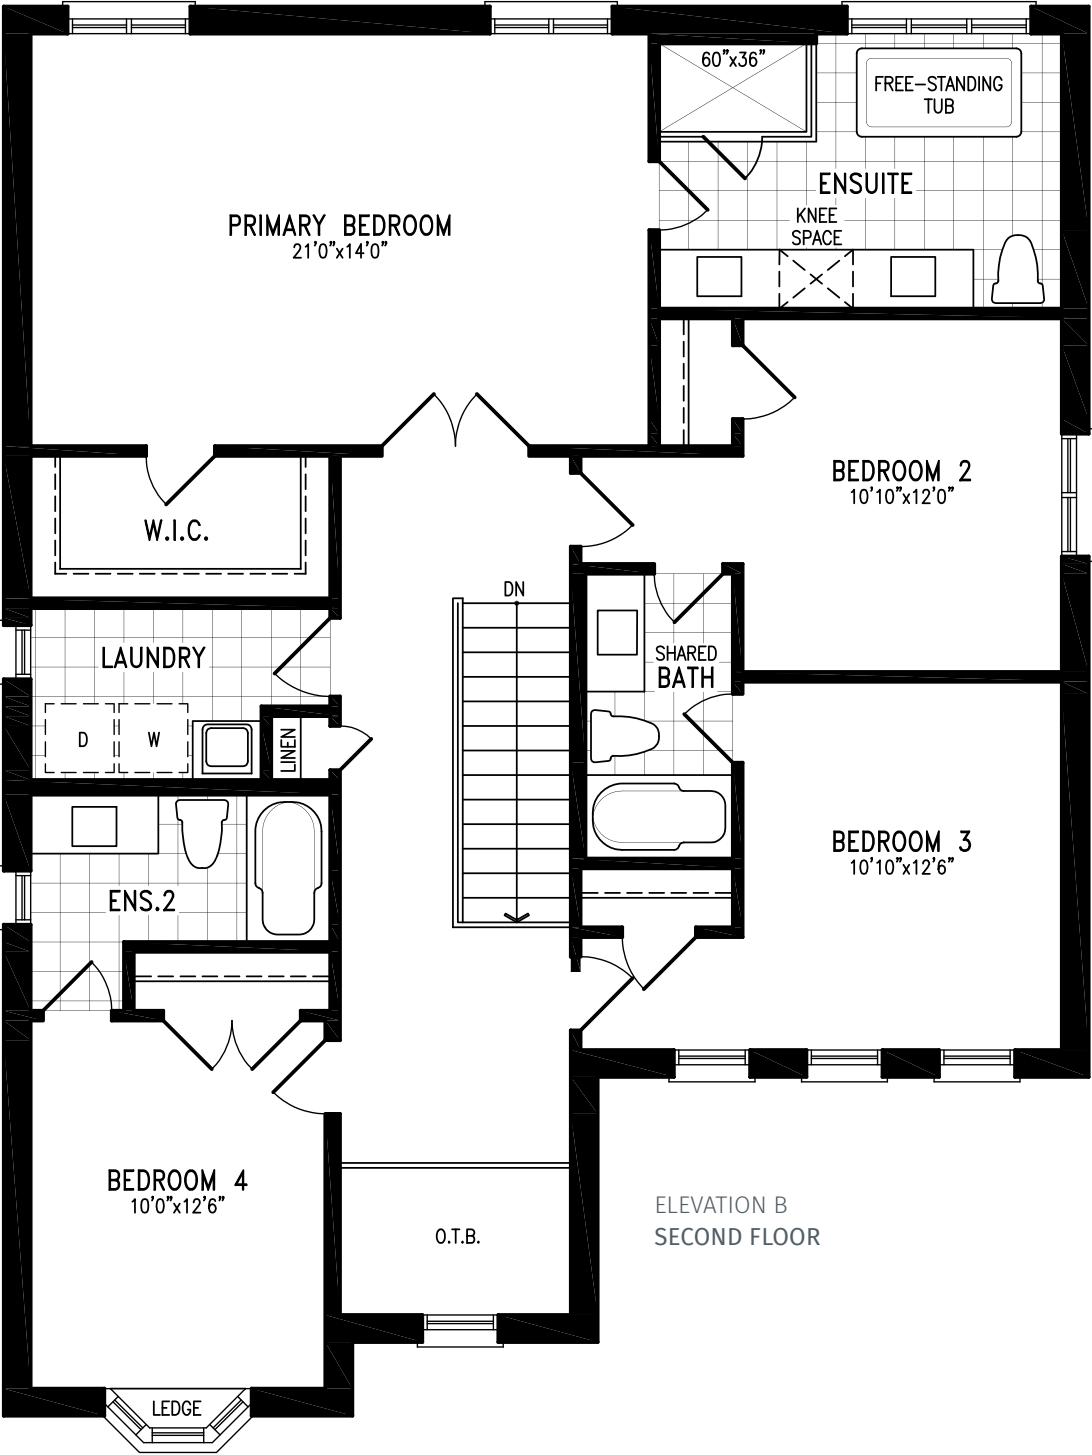 60"x36"
FREE-STANDING
TUB
ENSUITE
KNEE
SPACE
PRIMARY BEDROOM
21'0"x14'0"
BEDROOM 2
10'10"x12'0"
W.I.C.
DN
LAUNDRY
SHARED
BATH
D
W
LINEN
BEDROOM 3
10'10"x12'6"
ENS.2
BEDROOM 4
10'0"x12'6"
O.T.B.
ELEVATION B
SECOND FLOOR
LEDGE